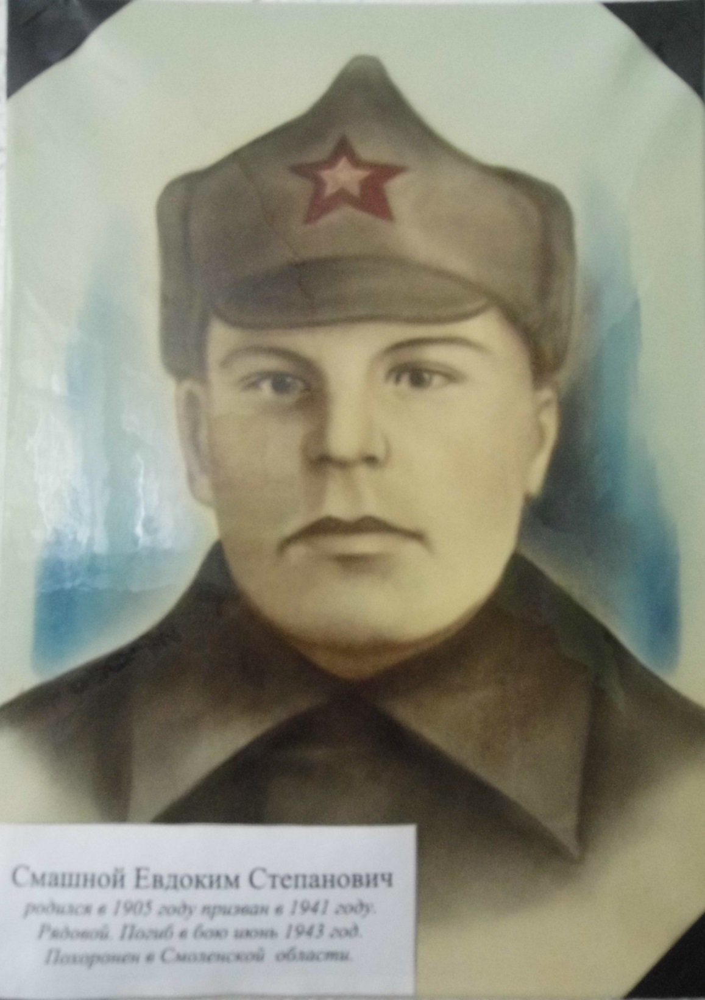 Смашной Евдоким Степанович
родился в 1905 году призван в 1941 году.
Рядовой. Погиб в бою июнь 1943 год.
Похоронен в Смоленской области.